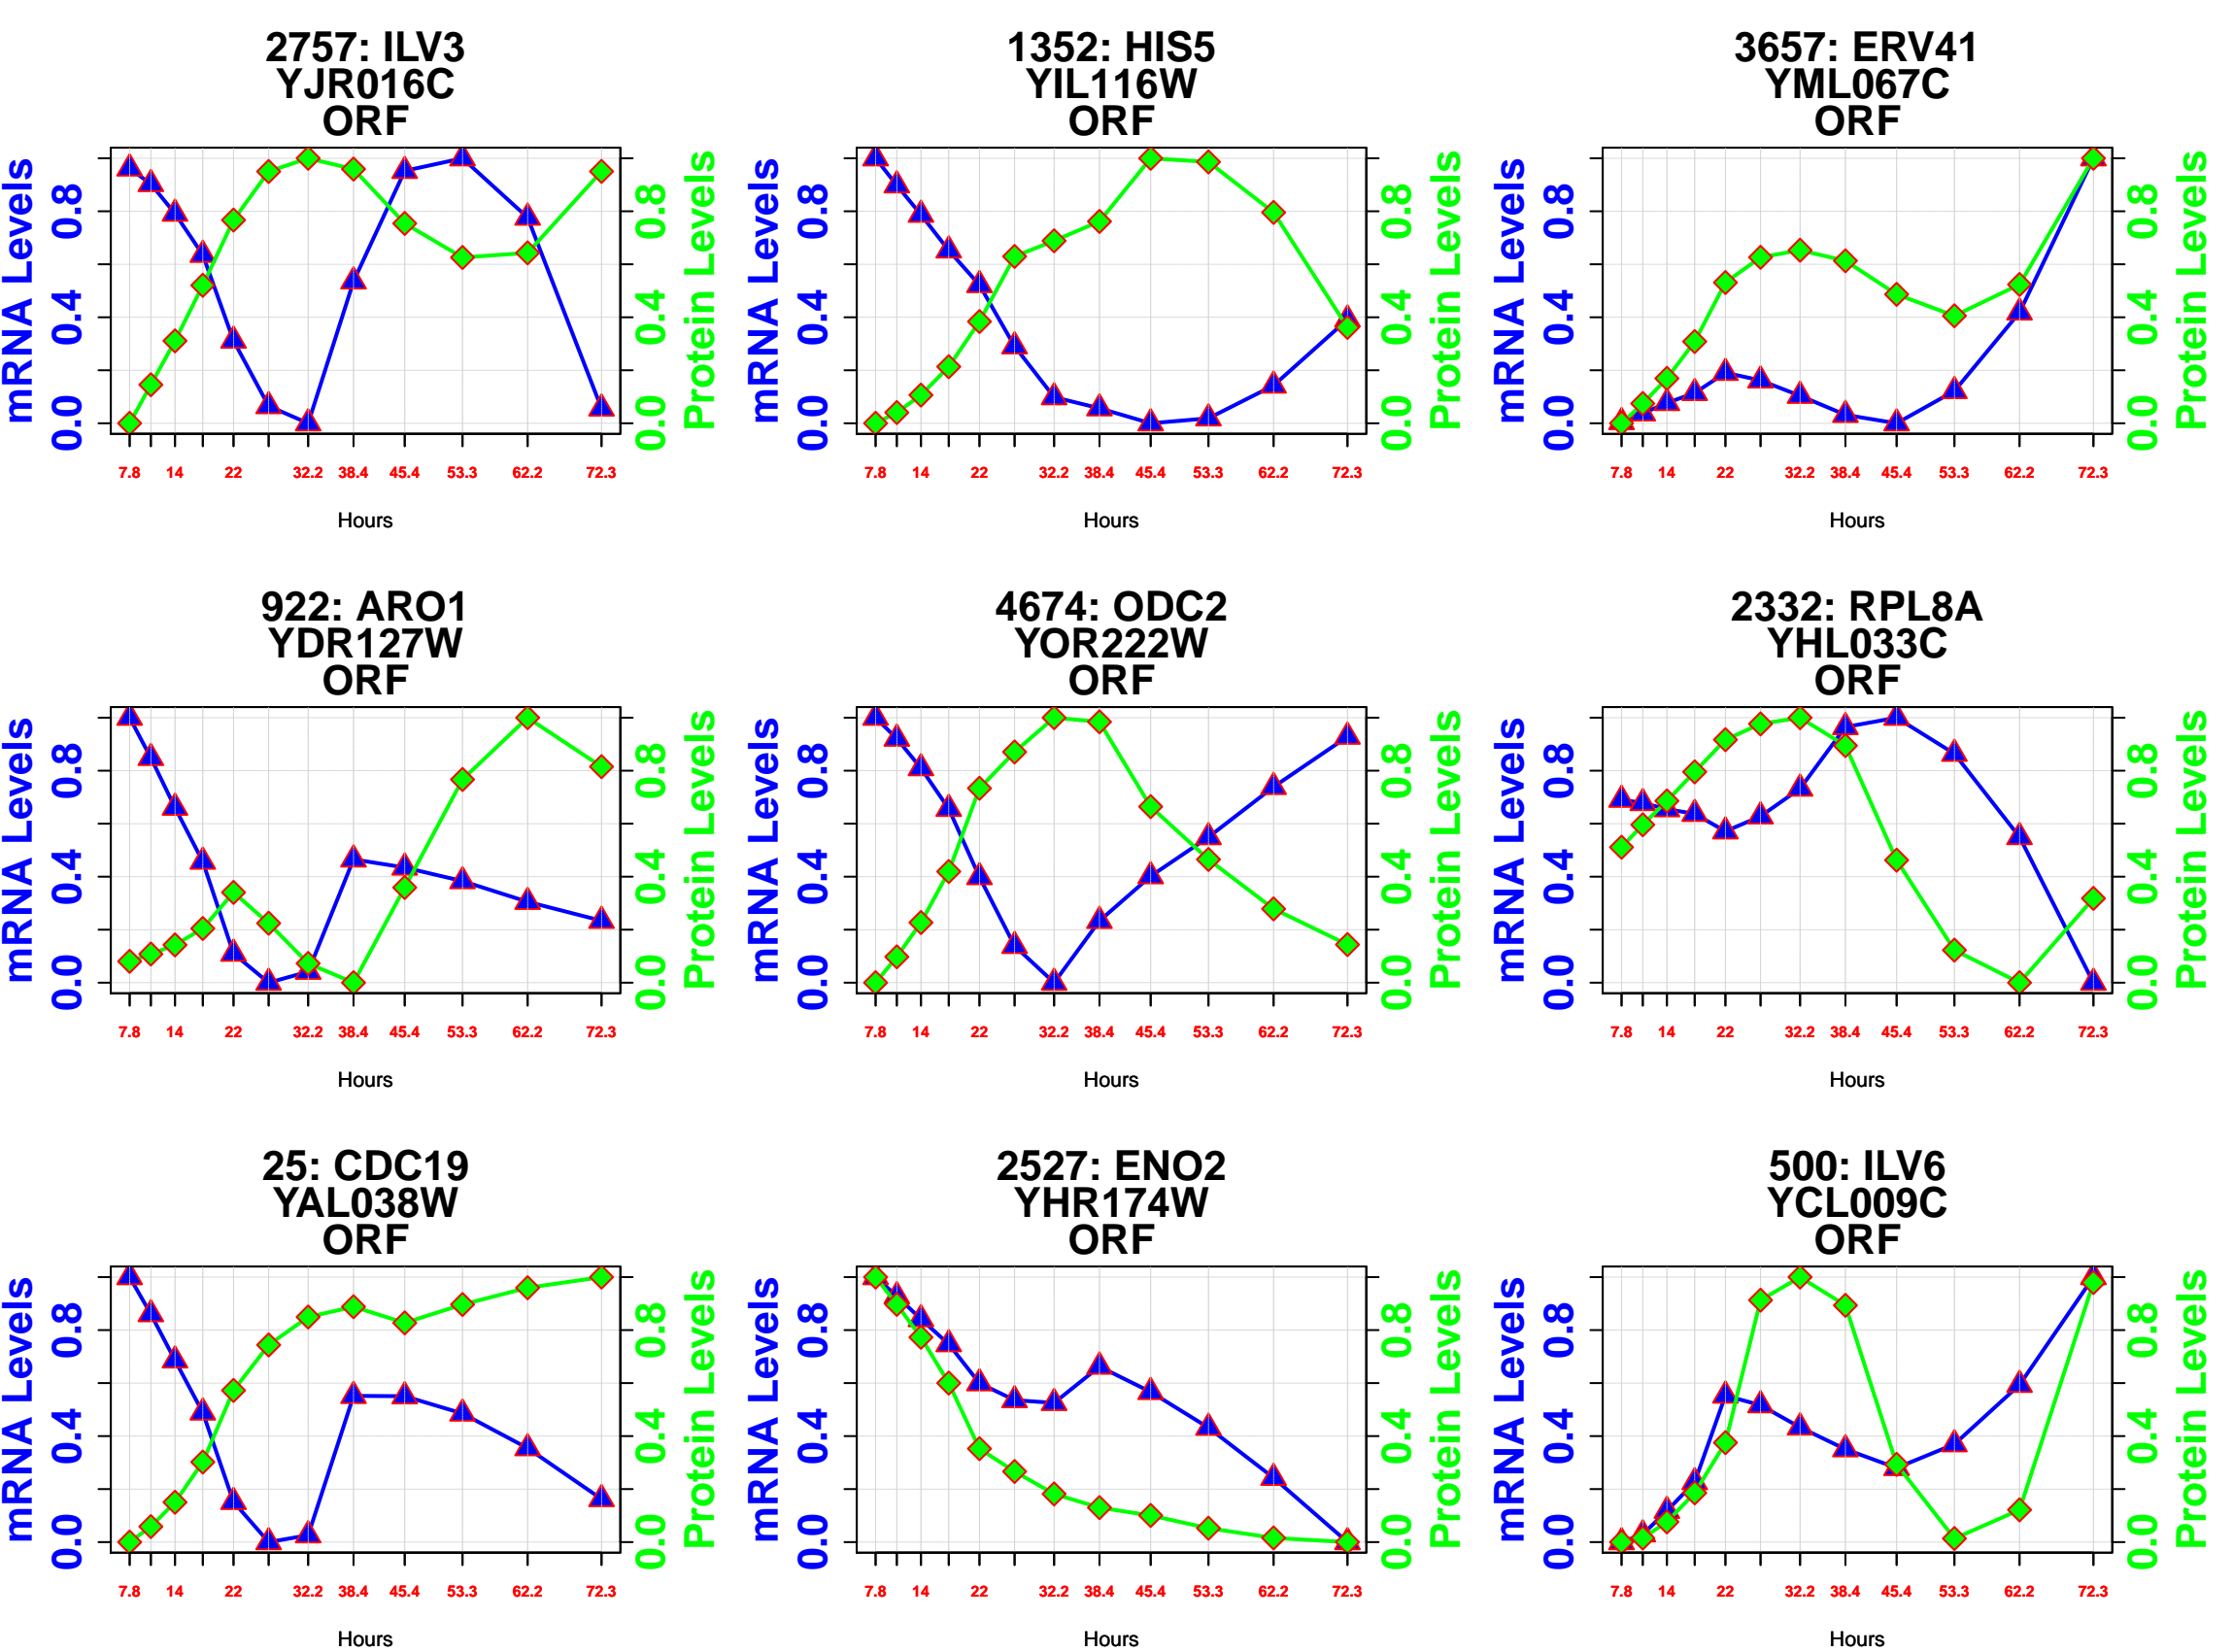 2757: ILV3
YJR016C
ORF
mRNA Levels
0.0 0.4 0.8
Protein Levels
0.0 0.4 0.8
7.8 14 22 32.2 38.4 45.4 53.3 62.2 72.3
Hours
1352: HIS5
YIL116W
ORF
mRNA Levels
0.0 0.4 0.8
Protein Levels
0.0 0.4 0.8
7.8 14 22 32.2 38.4 45.4 53.3 62.2 72.3
Hours
3657: ERV41
YML067C
ORF
mRNA Levels
0.0 0.4 0.8
Protein Levels
0.0 0.4 0.8
7.8 14 22 32.2 38.4 45.4 53.3 62.2 72.3
Hours
922: ARO1
YDR127W
ORF
mRNA Levels
0.0 0.4 0.8
Protein Levels
0.0 0.4 0.8
7.8 14 22 32.2 38.4 45.4 53.3 62.2 72.3
Hours
4674: ODC2
YOR222W
ORF
mRNA Levels
0.0 0.4 0.8
Protein Levels
0.0 0.4 0.8
7.8 14 22 32.2 38.4 45.4 53.3 62.2 72.3
Hours
2332: RPL8A
YHL033C
ORF
mRNA Levels
0.0 0.4 0.8
Protein Levels
0.0 0.4 0.8
7.8 14 22 32.2 38.4 45.4 53.3 62.2 72.3
Hours
25: CDC19
YAL038W
ORF
mRNA Levels
0.0 0.4 0.8
Protein Levels
0.0 0.4 0.8
7.8 14 22 32.2 38.4 45.4 53.3 62.2 72.3
Hours
2527: ENO2
YHR174W
ORF
mRNA Levels
0.0 0.4 0.8
Protein Levels
0.0 0.4 0.8
7.8 14 22 32.2 38.4 45.4 53.3 62.2 72.3
Hours
500: ILV6
YCL009C
ORF
mRNA Levels
0.0 0.4 0.8
Protein Levels
0.0 0.4 0.8
7.8 14 22 32.2 38.4 45.4 53.3 62.2 72.3
Hours